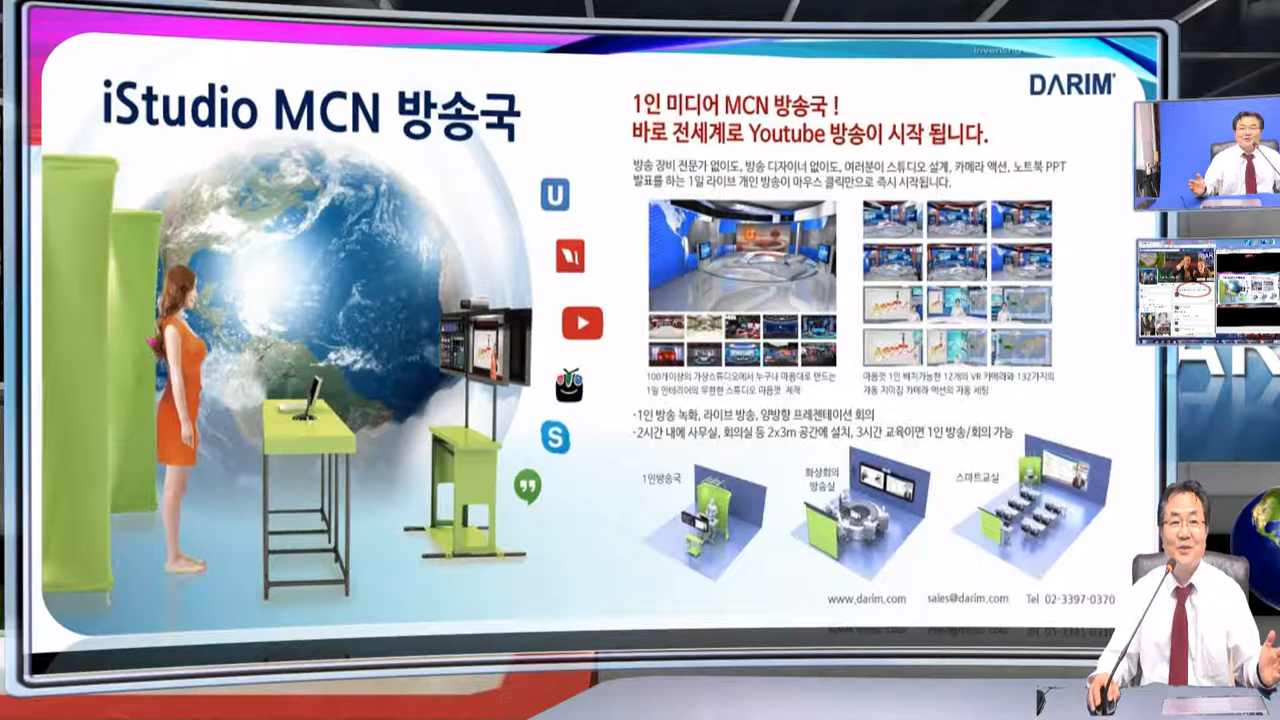 iStudio MCN 방송국
DARIM
1인 미디어 MCN 방송국 !
바로 전세계로 Youtube 방송이 시작 됩니다.
방송 장비 전문가 없이도, 방송 디자이너 없이도, 여러분이 스튜디오 설계, 카메라 액션, 노트북 PPT
발표를 하는 1일 라이브 개인 방송이 마우스 클릭만으로 즉시 시작됩니다.
U
S
100개이상의 가상스튜디오에서 누구나 마음대로 만드는
1일 인테리어의 무한한 스튜디오 마음껏 제작
마음껏 1인 배치가능한 12개의 VR 카메라와 132가지의
자동 지미집 카메라 액션의 자동 세팅
·1인 방송 녹화, 라이브 방송, 양방향 프레젠테이션 회의
·2시간 내에 사무실, 회의실 등 2x3m 공간에 설치, 3시간 교육이면 1인 방송/회의 가능
1인방송국
화상회의
방송실
스마트교실
www.darim.com sales@darim.com Tel 02-3397-0370